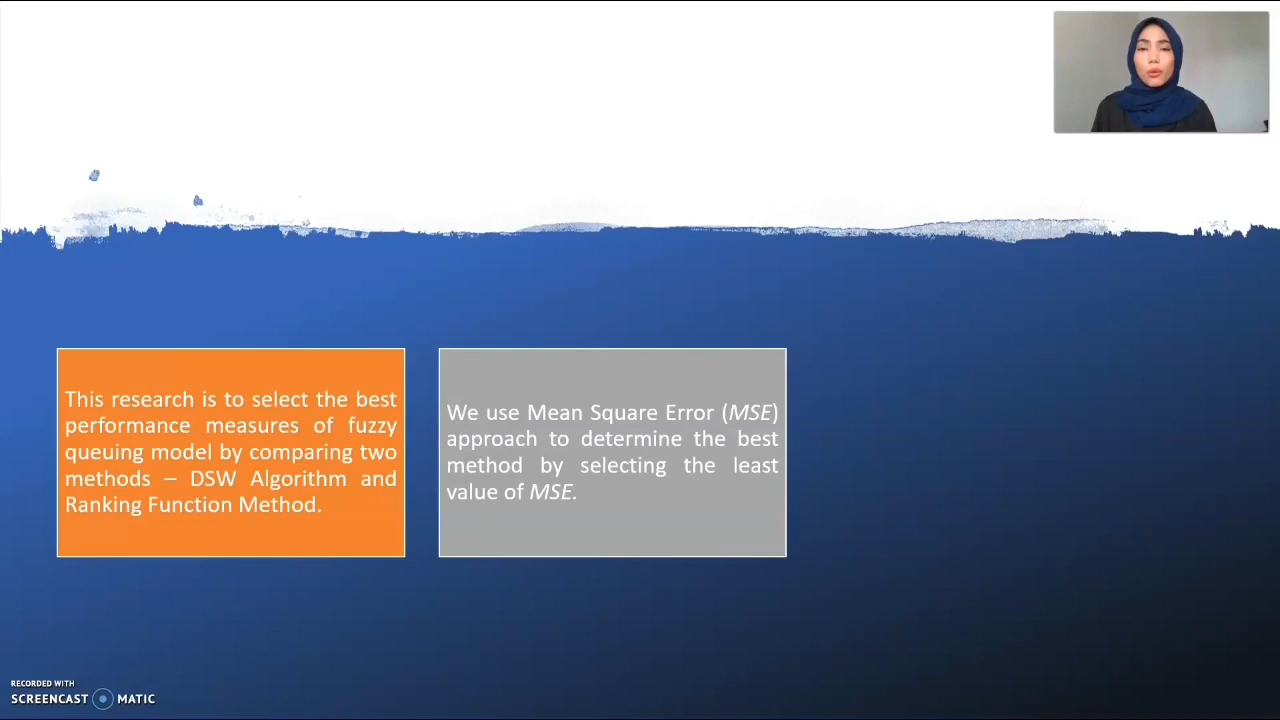 This research is to select the best
performance measures of fuzzy
queuing model by comparing two
methods – DSW Algorithm and
Ranking Function Method.
We use Mean Square Error (MSE)
approach to determine the best
method by selecting the least
value of MSE.
RECORDED WITH
SCREENCAST MATIC